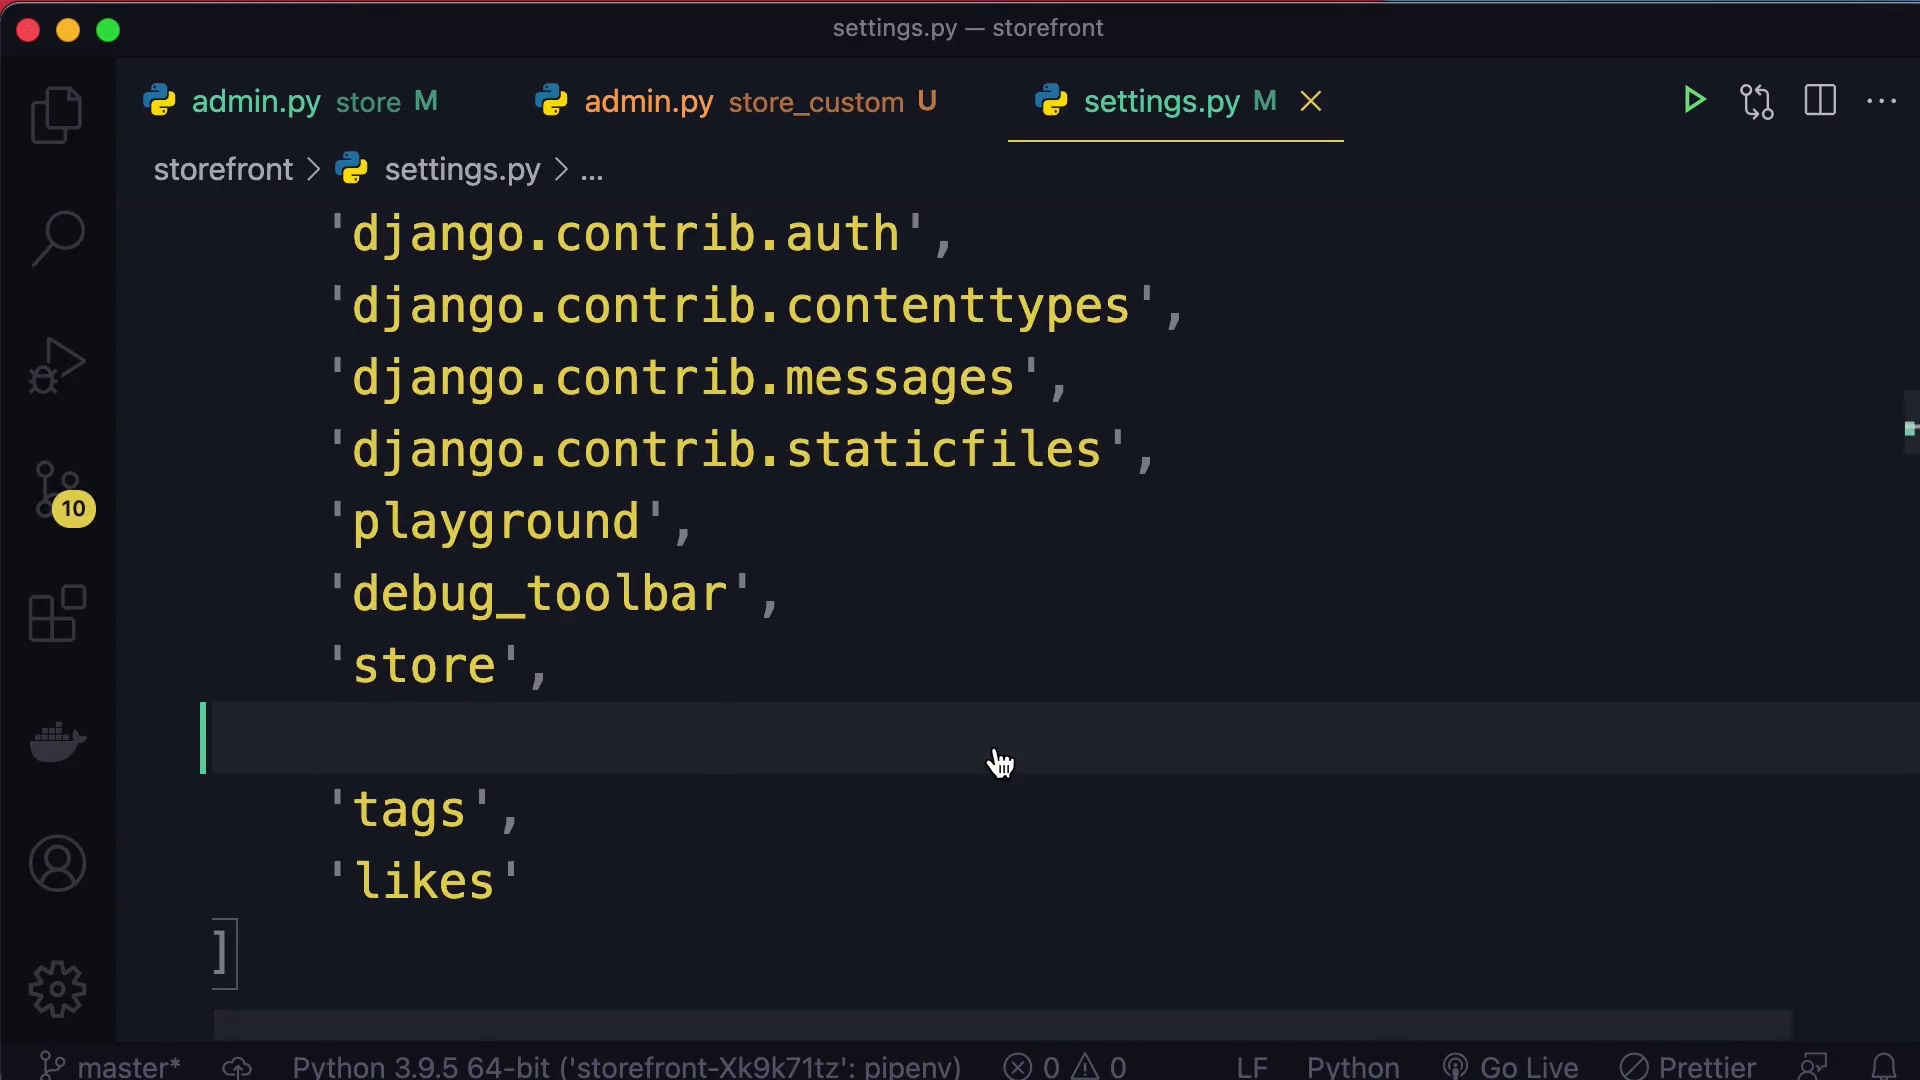 settings.py — storefront
admin.py store M admin.py store_custom U settings.py M
storefront > settings.py > ...
'django.contrib.auth',
'django.contrib.contenttypes',
'django.contrib.messages',
'django.contrib.staticfiles',
'playground',
'debug_toolbar',
'store',
10
'tags',
'likes'
]
master* Python 3.9.5 64-bit ('storefront-Xk9k71tz': pipenv) 0 0 LF Python Go Live Prettier